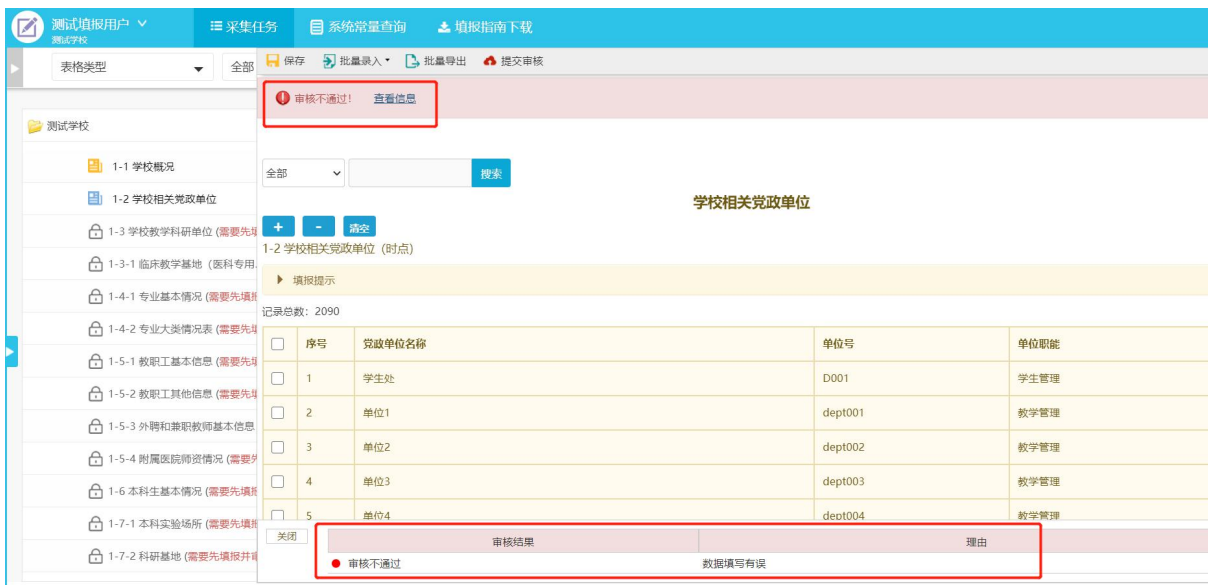 测试填报用户
测试学校
采集任务
系统常量查询
填报指南下载
表格类型
全部
保存
批量录入
批量导出
提交审核
审核不通过!
查看信息
测试学校
1-1 学校概况
1-2 学校相关党政单位
1-3 学校教学科研单位 (需要先填
1-3-1 临床教学基地（医科专用
1-4-1 专业基本情况 (需要先填报
1-4-2 专业大类情况表 (需要先填
1-5-1 教职工基本信息 (需要先填
1-5-2 教职工其他信息 (需要先填
1-5-3 外聘和兼职教师基本信息
1-5-4 附属医院师资情况 (需要先
1-6 本科生基本情况 (需要先填报
1-7-1 本科实验场所 (需要先填报
1-7-2 科研基地 (需要先填报并审
全部
搜索
学校相关党政单位
+ - 清空
1-2 学校相关党政单位（时点）
填报提示
记录总数：2090
序号 党政单位名称 单位号 单位职能
1 学生处 D001 学生管理
2 单位1 dept001 教学管理
3 单位2 dept002 教学管理
4 单位3 dept003 教学管理
5 单位4 dept004 教学管理
关闭
审核结果 理由
审核不通过 数据填写有误